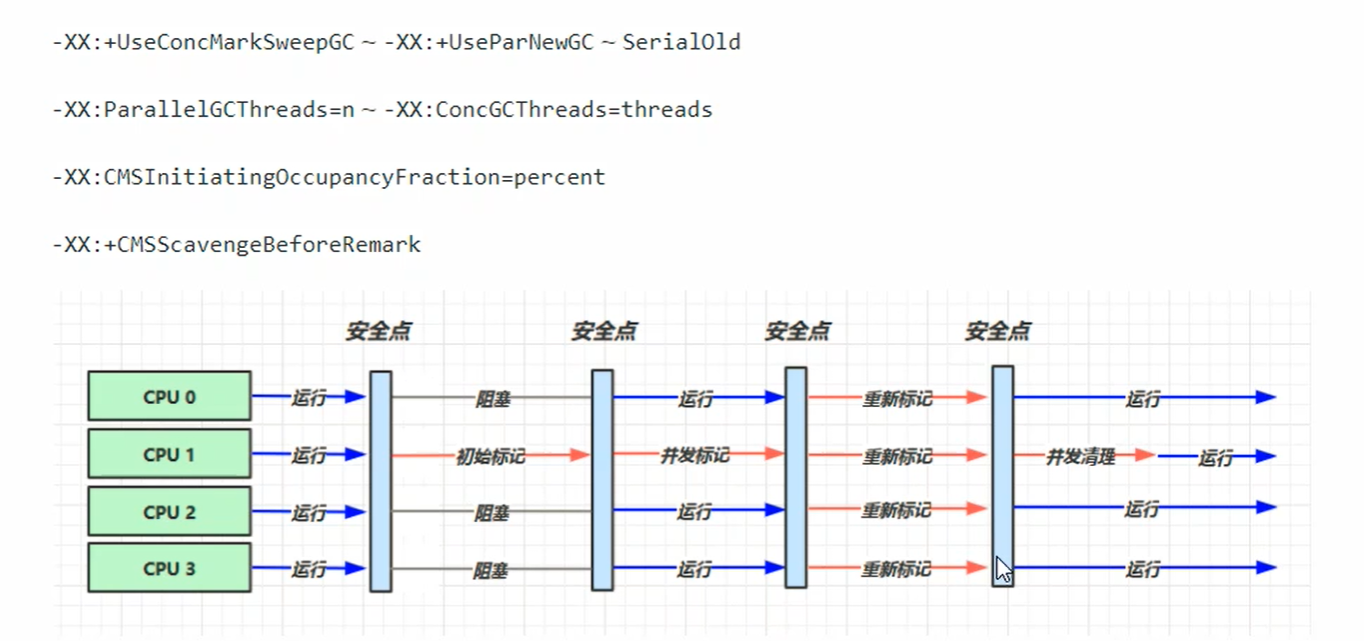 -XX:+UseConcMarkSweepGC ~ -XX:+UseParNewGC ~ SerialOld
-XX:ParallelGCThreads=n ~ -XX:ConcGCThreads=threads
-XX:CMSInitiatingOccupancyFraction=percent
-XX:+CMSScavengeBeforeRemark
安全点 安全点 安全点 安全点
CPU 0 运行 阻塞 运行 重新标记 运行
CPU 1 运行 初始标记 并发标记 重新标记 并发清理 运行
CPU 2 运行 阻塞 运行 重新标记 运行
CPU 3 运行 阻塞 运行 重新标记 运行